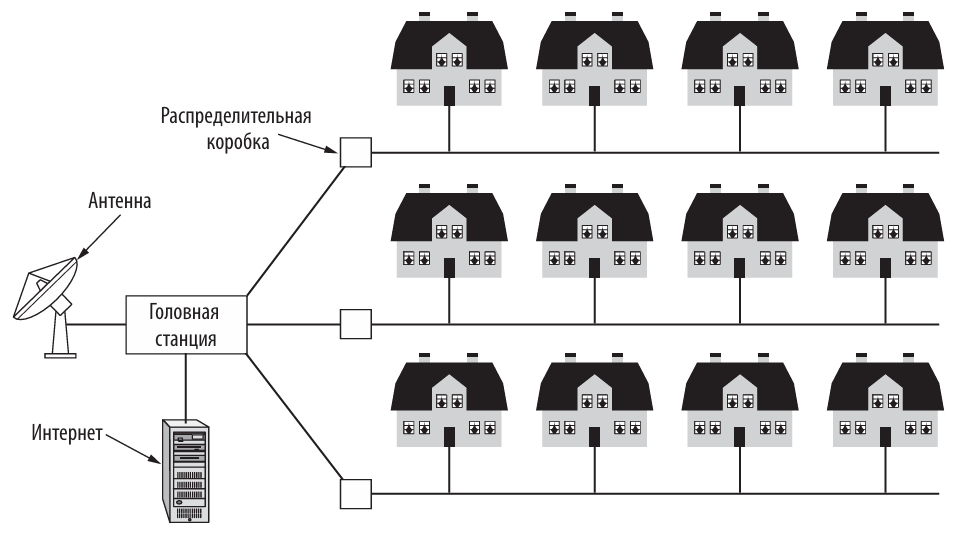 Распределительная
коробка
Антенна
Головная
станция
Интернет